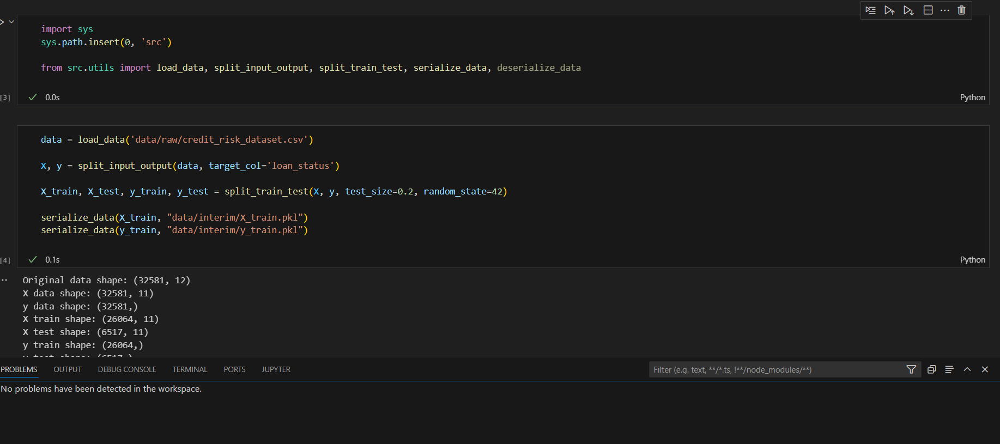 import sys
sys.path.insert(0, 'src')
from src.utils import load_data, split_input_output, split_train_test, serialize_data, deserialize_data
[3]
0.0s
Python
data = load_data('data/raw/credit_risk_dataset.csv')
X, y = split_input_output(data, target_col='loan_status')
X_train, X_test, y_train, y_test = split_train_test(X, y, test_size=0.2, random_state=42)
serialize_data(X_train, "data/interim/X_train.pkl")
serialize_data(y_train, "data/interim/y_train.pkl")
[4]
0.1s
Python
Original data shape: (32581, 12)
X data shape: (32581, 11)
y data shape: (32581,)
X train shape: (26064, 11)
X test shape: (6517, 11)
y train shape: (26064,)
y test shape: (6517,)
PROBLEMS OUTPUT DEBUG CONSOLE TERMINAL PORTS JUPYTER
Filter (e.g. text, **/*.ts, !**/node_modules/**)
No problems have been detected in the workspace.